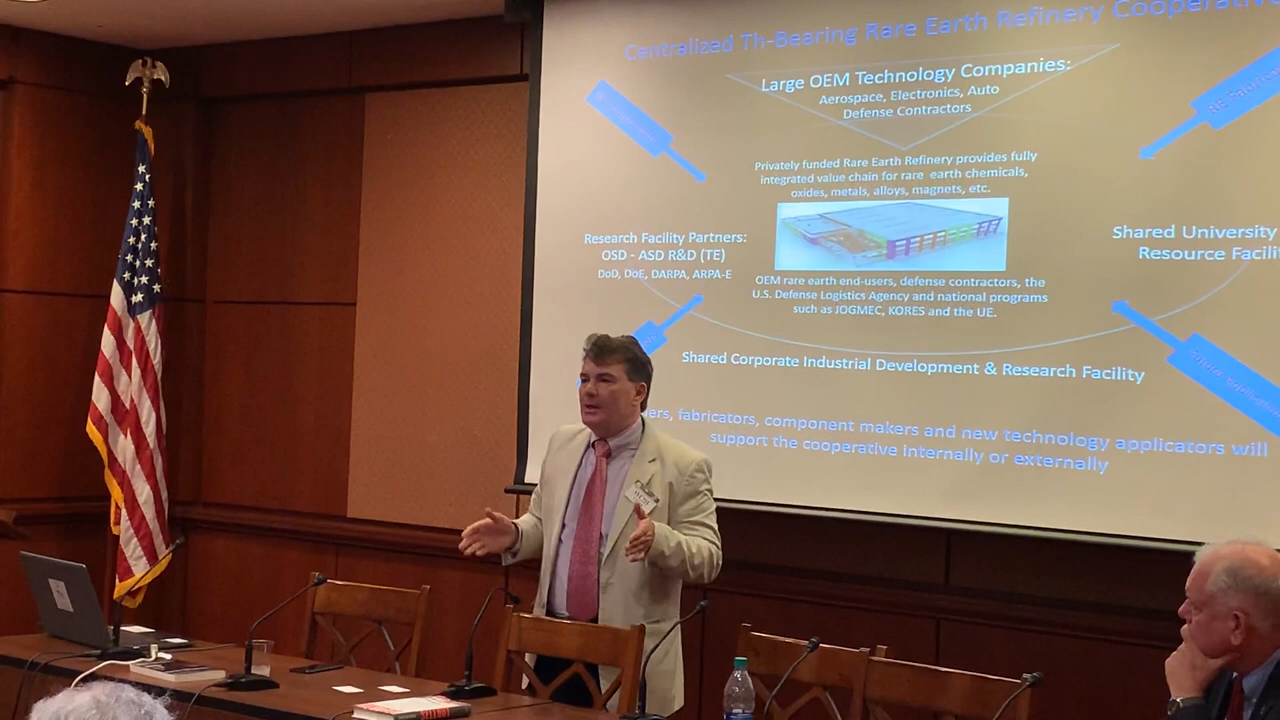 Centralized Th-Bearing Rare Earth Refinery Cooperative
Large OEM Technology Companies:
Aerospace, Electronics, Auto
Defense Contractors
Privately funded Rare Earth Refinery provides fully
integrated value chain for rare earth chemicals,
oxides, metals, alloys, magnets, etc.
Research Facility Partners:
OSD - ASD R&D (TE)
DoD, DoE, DARPA, ARPA-E
Shared University
Resource Facili
OEM rare earth end-users, defense contractors, the
U.S. Defense Logistics Agency and national programs
such as JOGMEC, KORES and the UE.
Shared Corporate Industrial Development & Research Facility
ers, fabricators, component makers and new technology applicators will
support the cooperative internally or externally